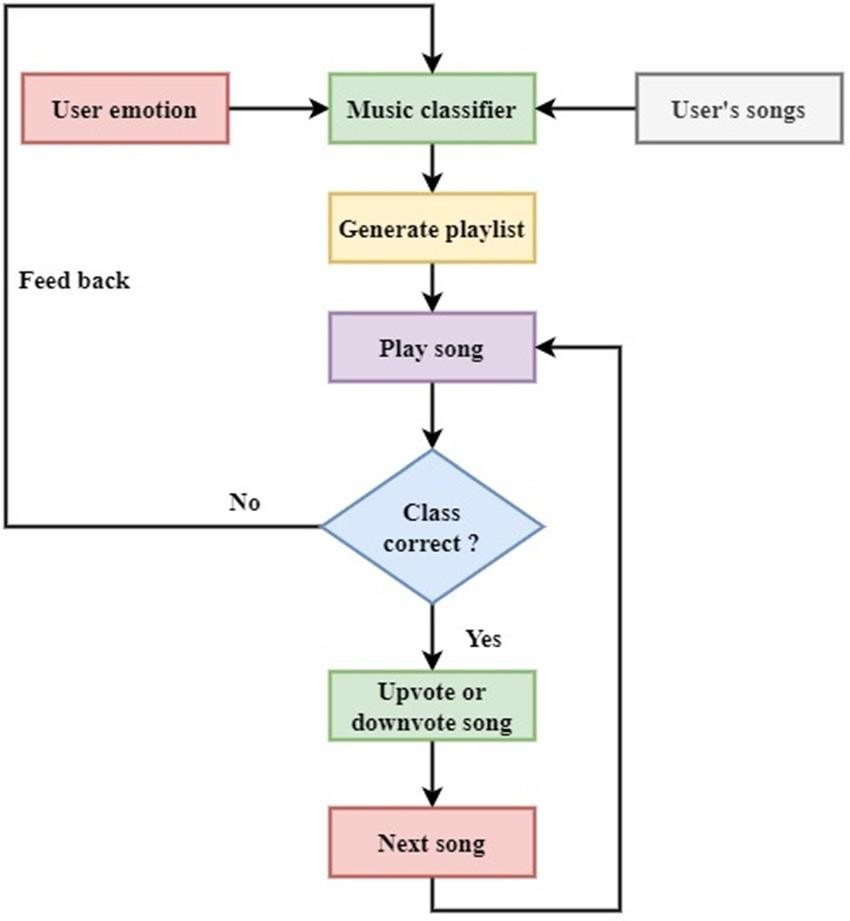 User emotion
Music classifier
User's songs
Generate playlist
Feed back
Play song
No
Class
correct ?
Yes
Upvote or
downvote song
Next song